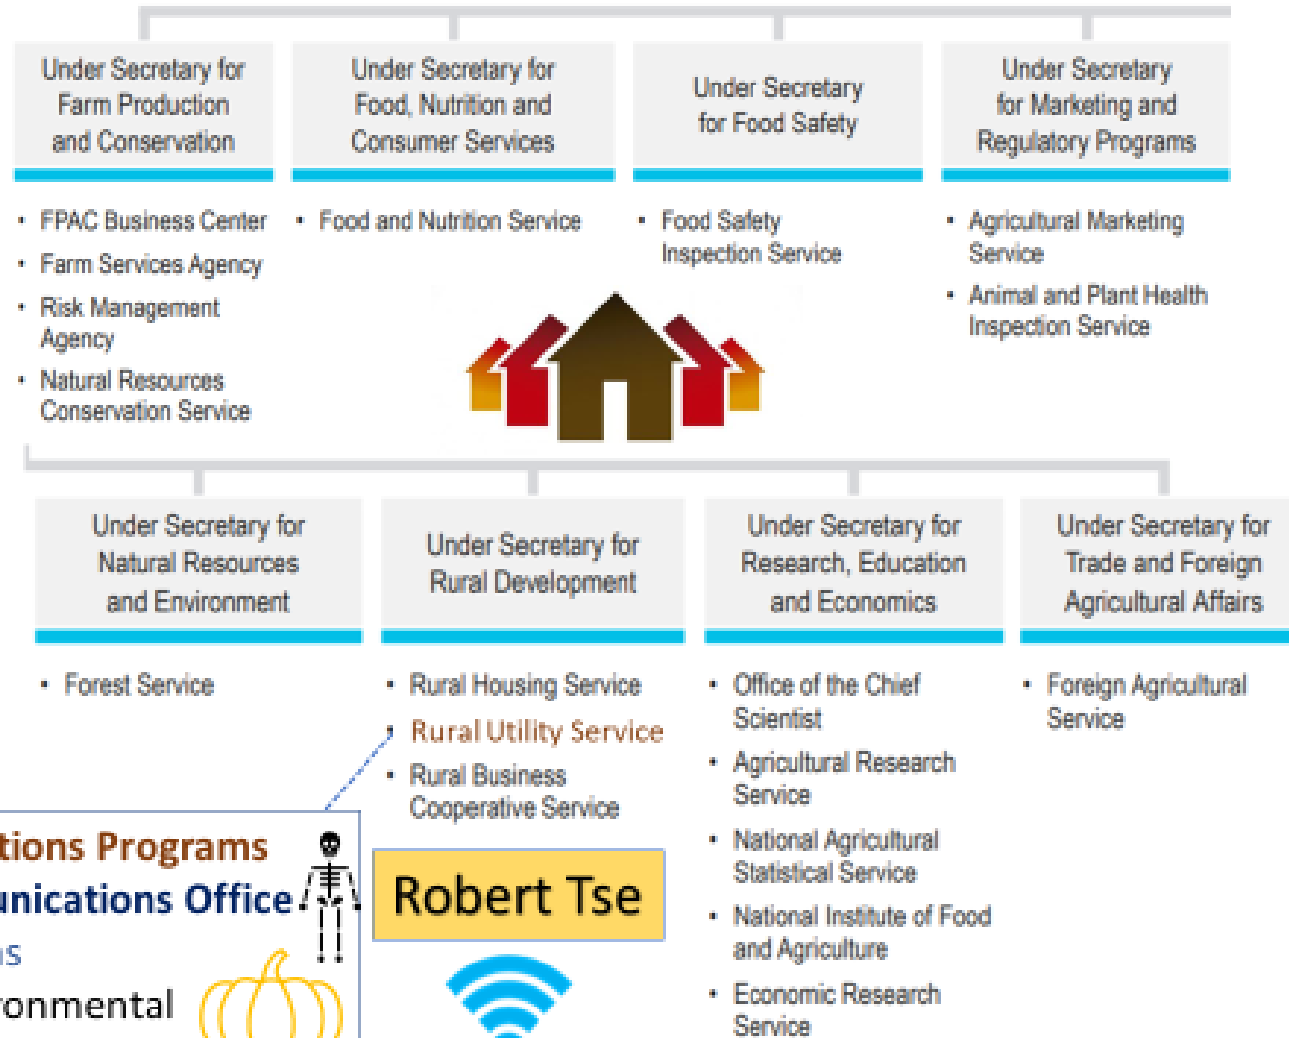 Under Secretary for
Farm Production
and Conservation
Under Secretary for
Food, Nutrition and
Consumer Services
Under Secretary
for Food Safety
Under Secretary
for Marketing and
Regulatory Programs
• FPAC Business Center
• Farm Services Agency
• Risk Management
Agency
• Natural Resources
Conservation Service
• Food and Nutrition Service
• Food Safety
Inspection Service
• Agricultural Marketing
Service
• Animal and Plant Health
Inspection Service
Under Secretary for
Natural Resources
and Environment
Under Secretary for
Rural Development
Under Secretary for
Research, Education
and Economics
Under Secretary for
Trade and Foreign
Agricultural Affairs
• Forest Service
• Rural Housing Service
• Rural Utility Service
• Rural Business
Cooperative Service
• Office of the Chief
Scientist
• Agricultural Research
Service
• National Agricultural
Statistical Service
• National Institute of Food
and Agriculture
• Economic Research
Service
• Foreign Agricultural
Service
tions Programs
unications Office
ns
ronmental
Robert Tse